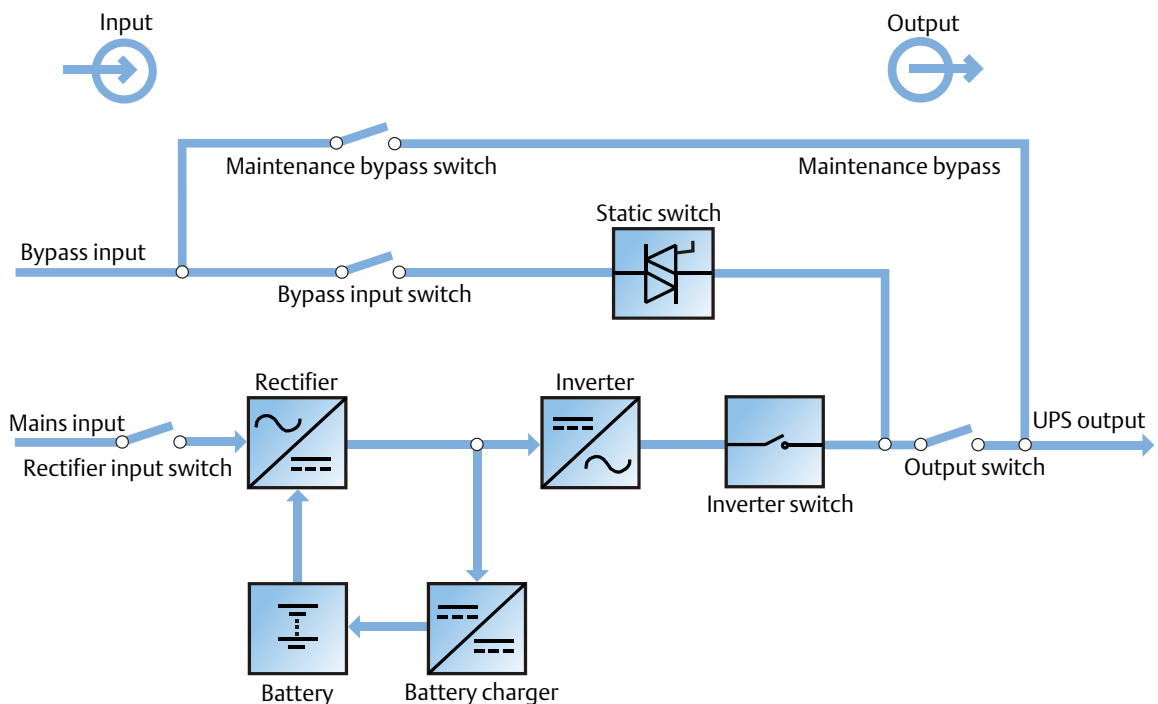 Input
Output
Maintenance bypass switch
Maintenance bypass
Static switch
Bypass input
Bypass input switch
Rectifier
Inverter
Mains input
UPS output
Rectifier input switch
Output switch
Inverter switch
Battery
Battery charger